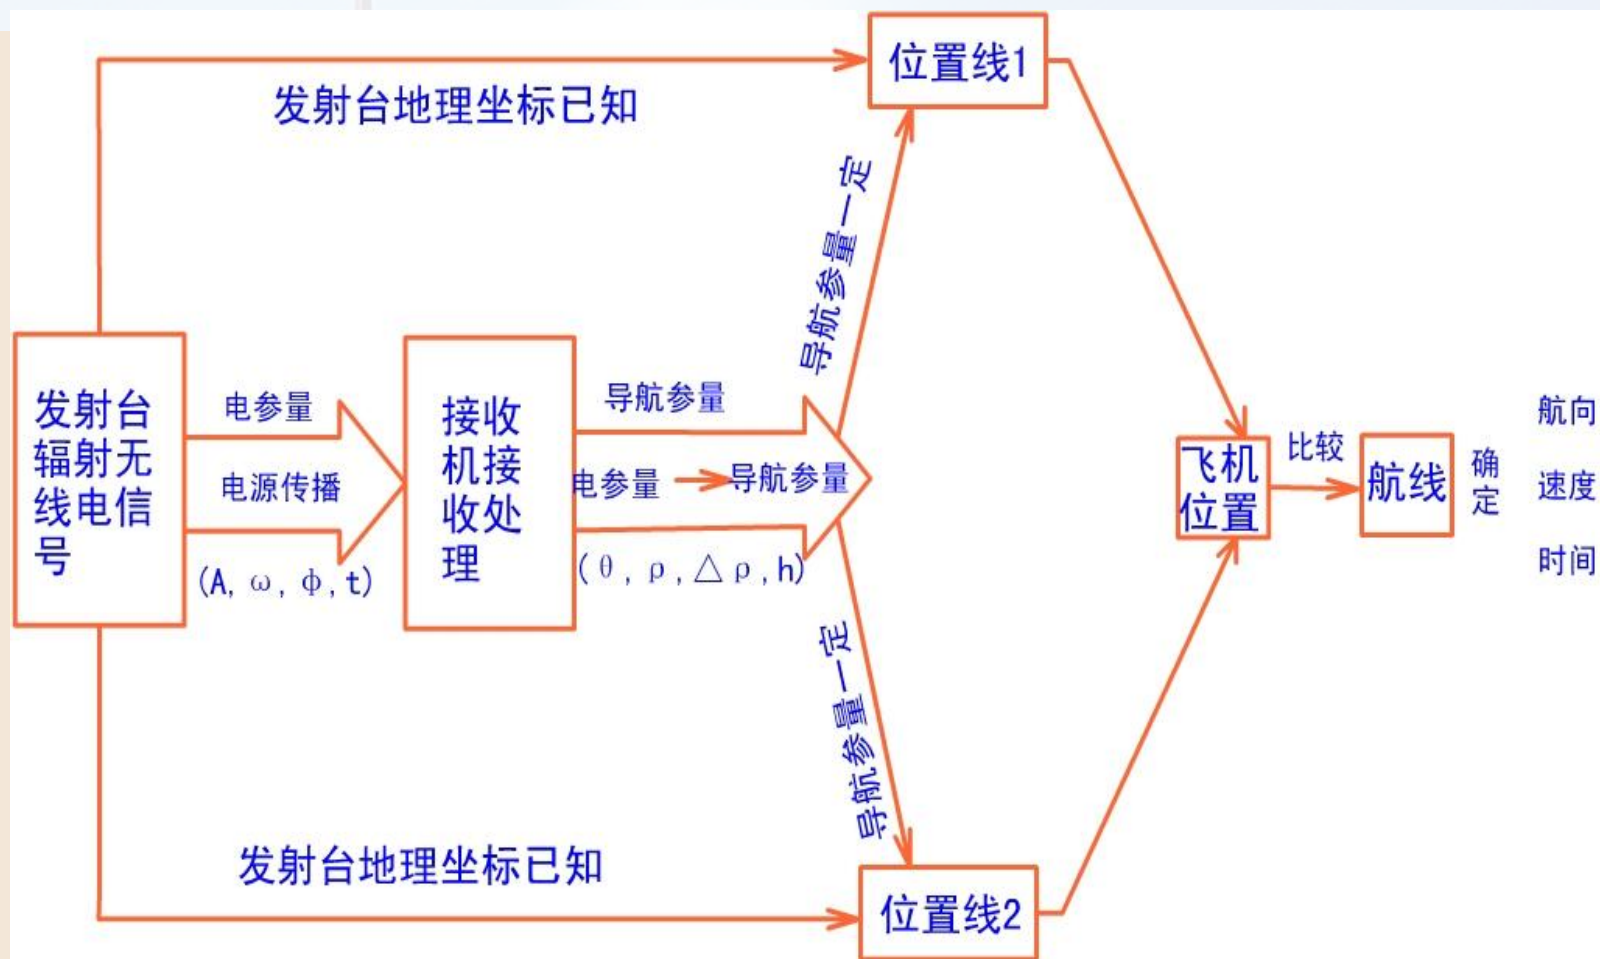 位置线1
发射台地理坐标已知
导航参量一定
发射台
辐射无
线电信
号
电参量
电源传播
(A, ω, φ, t)
接收
机接
收处
理
导航参量
电参量
导航参量
(θ, ρ, △ρ, h)
飞机
位置
比较
航线
确
定
航向
速度
时间
导航参量一定
发射台地理坐标已知
位置线2